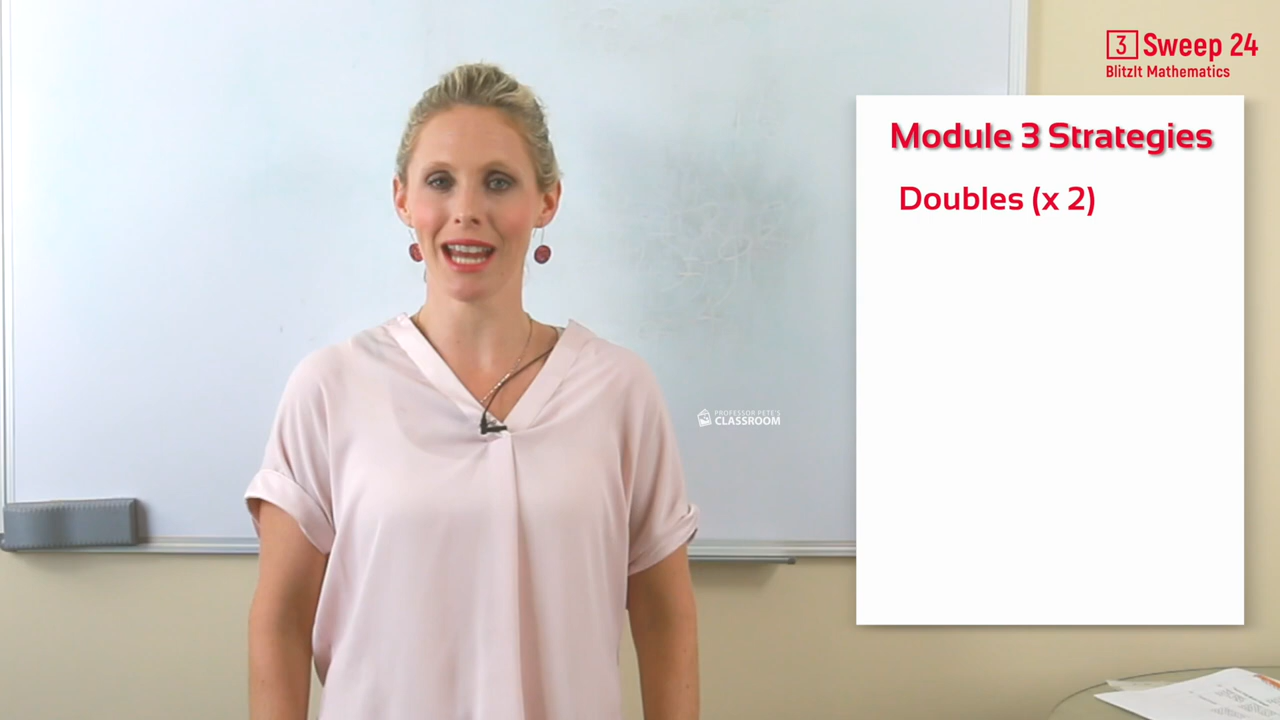 3 Sweep 24
BlitzIt Mathematics
Module 3 Strategies
Doubles (x 2)
PROFESSOR PETE'S
CLASSROOM